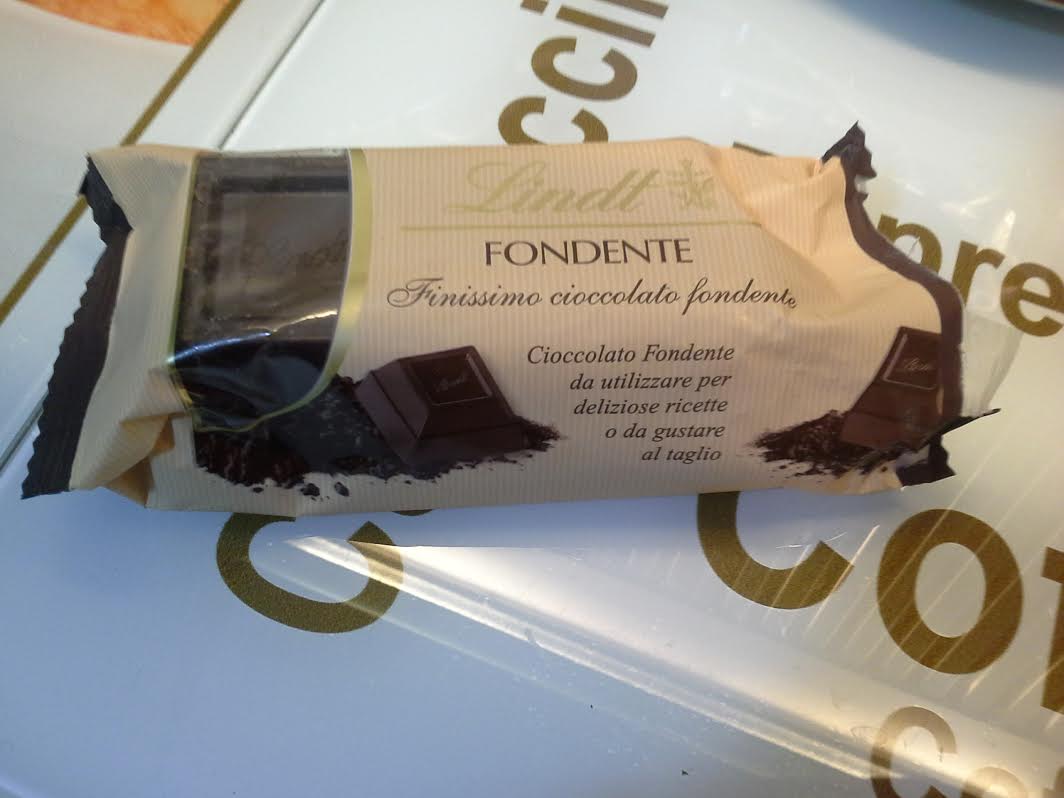 Lindt
FONDENTE
Finissimo cioccolato fondente
Cioccolato Fondente
da utilizzare per
deliziose ricette
o da gustare
al taglio